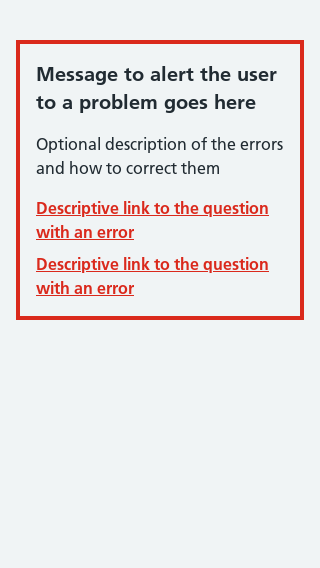 Message to alert the user
to a problem goes here
Optional description of the errors
and how to correct them
Descriptive link to the question
with an error
Descriptive link to the question
with an error